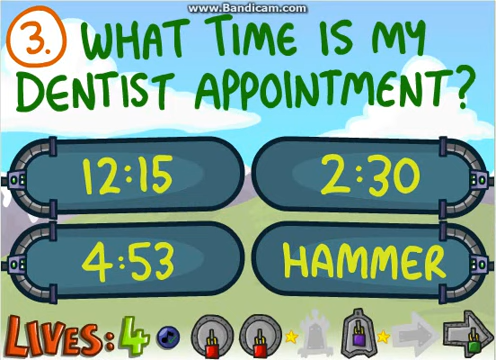 www.Bandicam.com
3. WHAT TIME IS MY
DENTIST APPOINTMENT?
12:15
2:30
4:53
HAMMER
LIVES: 4